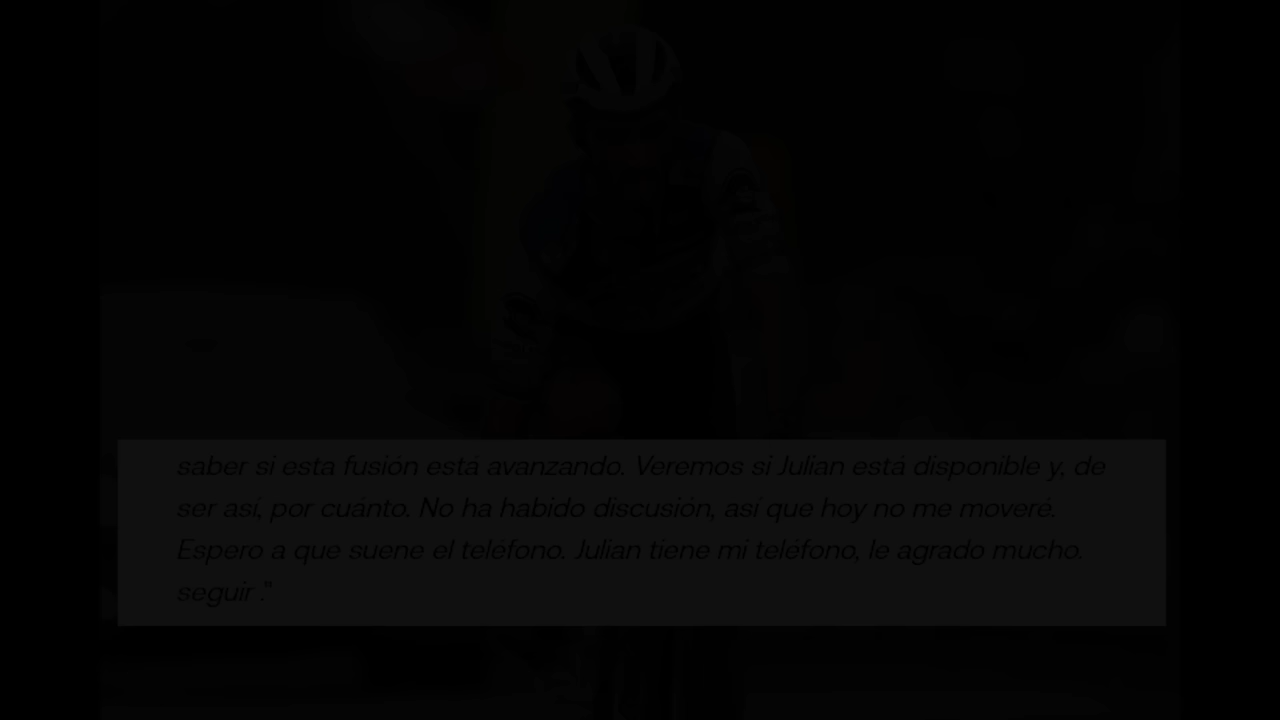 saber si esta fusión está avanzando. Veremos si Julian está disponible y, de
ser así, por cuánto. No ha habido discusión, así que hoy no me moveré.
Espero a que suene el teléfono. Julian tiene mi teléfono, le agrado mucho.
seguir ."